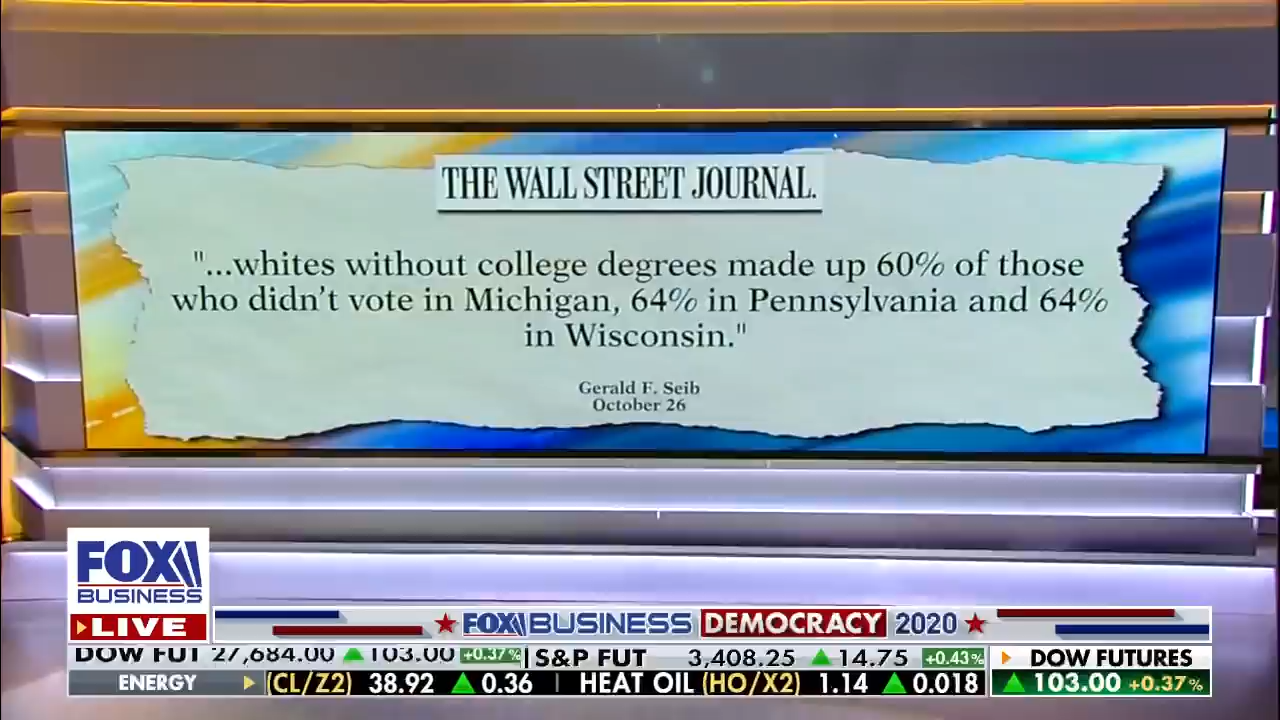 THE WALL STREET JOURNAL.
"...whites without college degrees made up 60% of those
who didn't vote in Michigan, 64% in Pennsylvania and 64%
in Wisconsin."
Gerald F. Seib
October 26
FOX
BUSINESS
LIVE
FOX BUSINESS DEMOCRACY 2020
DOW FUT 27,684.00 103.00 +0.37% S&P FUT 3,408.25 14.75 +0.43%
DOW FUTURES
ENERGY (CL/Z2) 38.92 0.36 HEAT OIL (HO/X2) 1.14 0.018
103.00 +0.37%